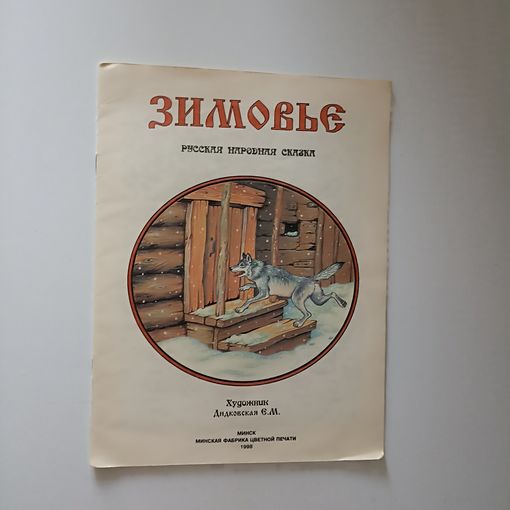 ЗИМОВЬЕ
РУССКАЯ НАРОДНАЯ СКАЗКА
Художник
Дидковская Е.М.
МИНСК
МИНСКАЯ ФАБРИКА ЦВЕТНОЙ ПЕЧАТИ
1998